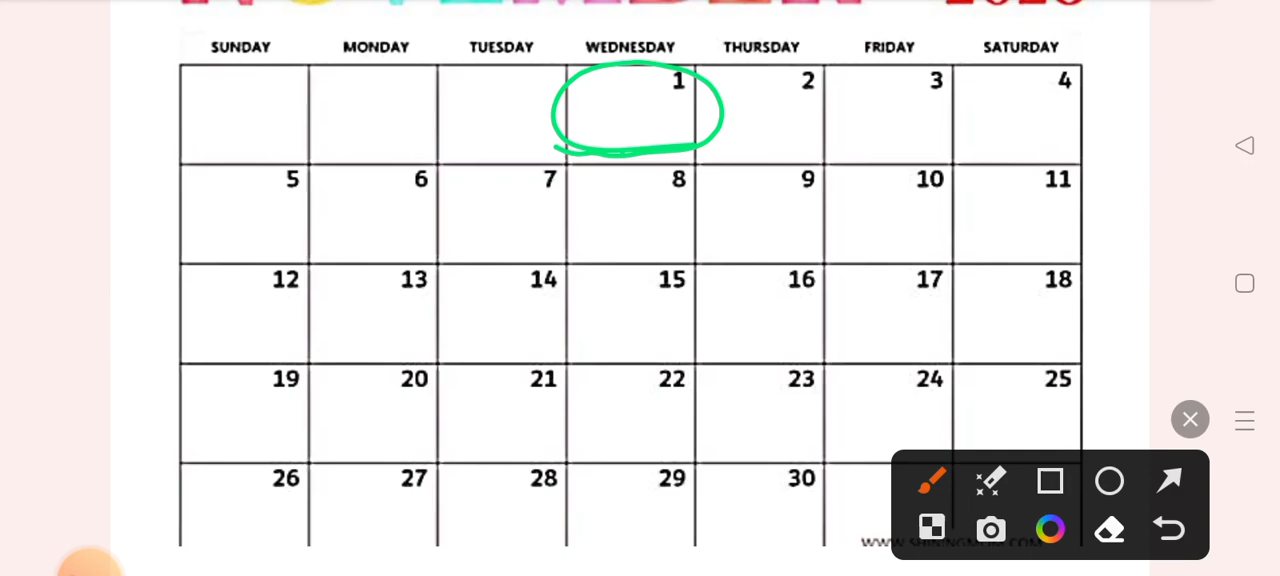 SUNDAY MONDAY TUESDAY WEDNESDAY THURSDAY FRIDAY SATURDAY
1 2 3 4
5 6 7 8 9 10 11
12 13 14 15 16 17 18
19 20 21 22 23 24 25
26 27 28 29 30